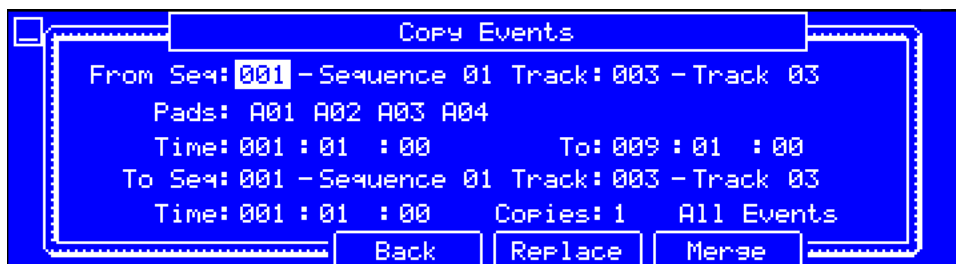 Copy Events
From Seq:001-Sequence 01 Track:003-Track 03
Pads: A01 A02 A03 A04
Time:001:01 :00 To:009:01 :00
To Seq:001-Sequence 01 Track:003-Track 03
Time:001:01 :00 Copies:1 All Events
Back Replace Merge